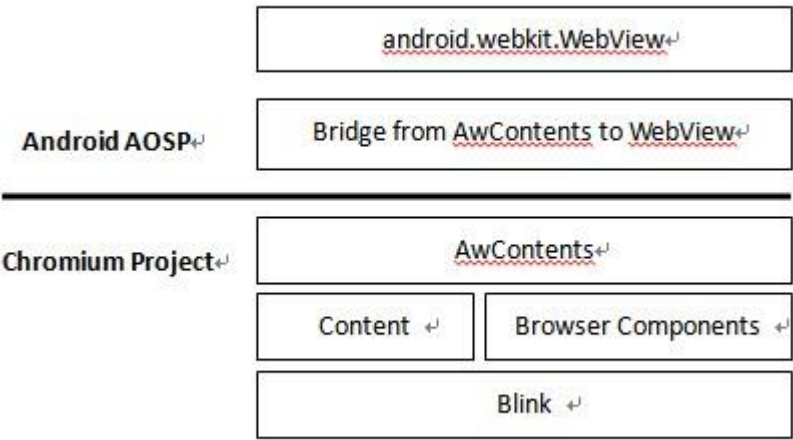 android.webkit.WebView
Android AOSP
Bridge from AwContents to WebView
Chromium Project
AwContents
Content
Browser Components
Blink